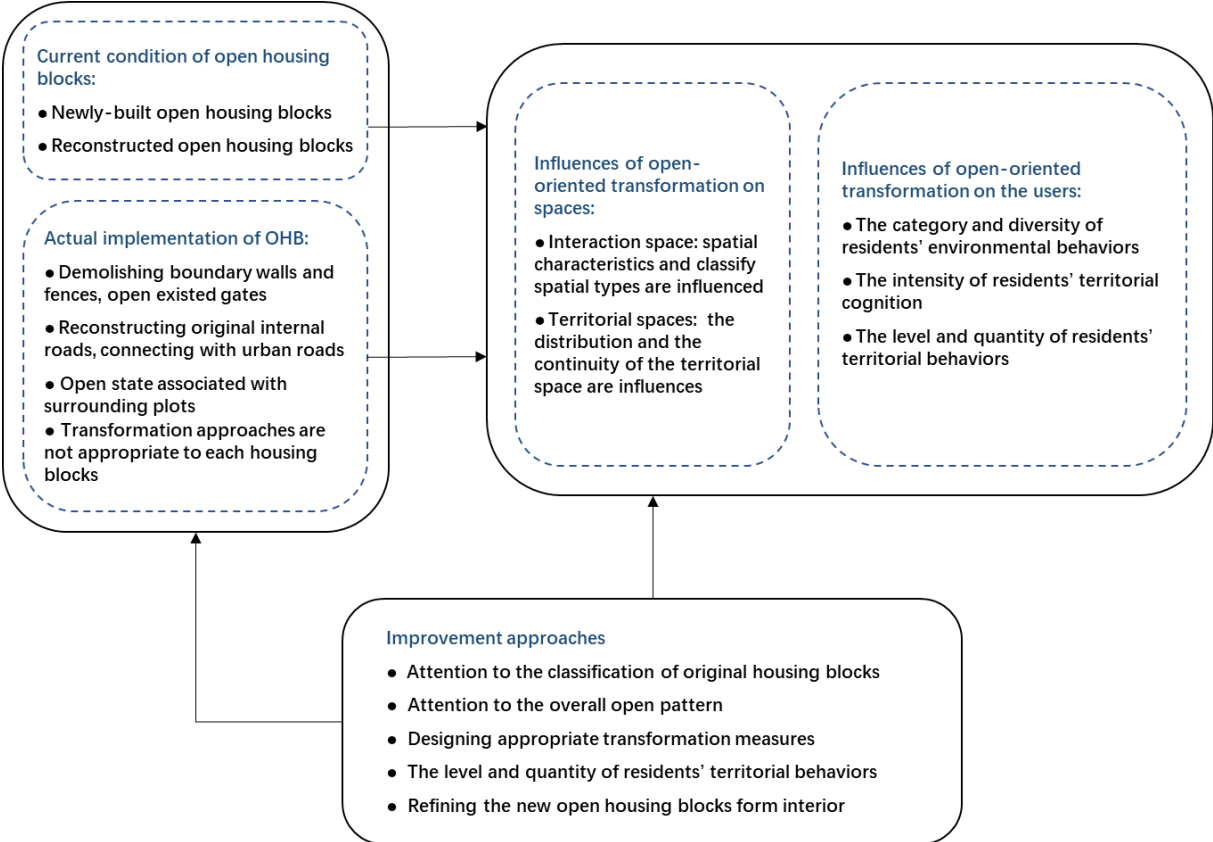 Current condition of open housing
blocks:
● Newly-built open housing blocks
● Reconstructed open housing blocks
Actual implementation of OHB:
● Demolishing boundary walls and
fences, open existed gates
● Reconstructing original internal
roads, connecting with urban roads
● Open state associated with
surrounding plots
● Transformation approaches are
not appropriate to each housing
blocks
Influences of open-
oriented transformation on
spaces:
● Interaction space: spatial
characteristics and classify
spatial types are influenced
● Territorial spaces: the
distribution and the
continuity of the territorial
space are influences
Influences of open-oriented
transformation on the users:
● The category and diversity of
residents’ environmental behaviors
● The intensity of residents’ territorial
cognition
● The level and quantity of residents’
territorial behaviors
Improvement approaches
● Attention to the classification of original housing blocks
● Attention to the overall open pattern
● Designing appropriate transformation measures
● The level and quantity of residents’ territorial behaviors
● Refining the new open housing blocks form interior